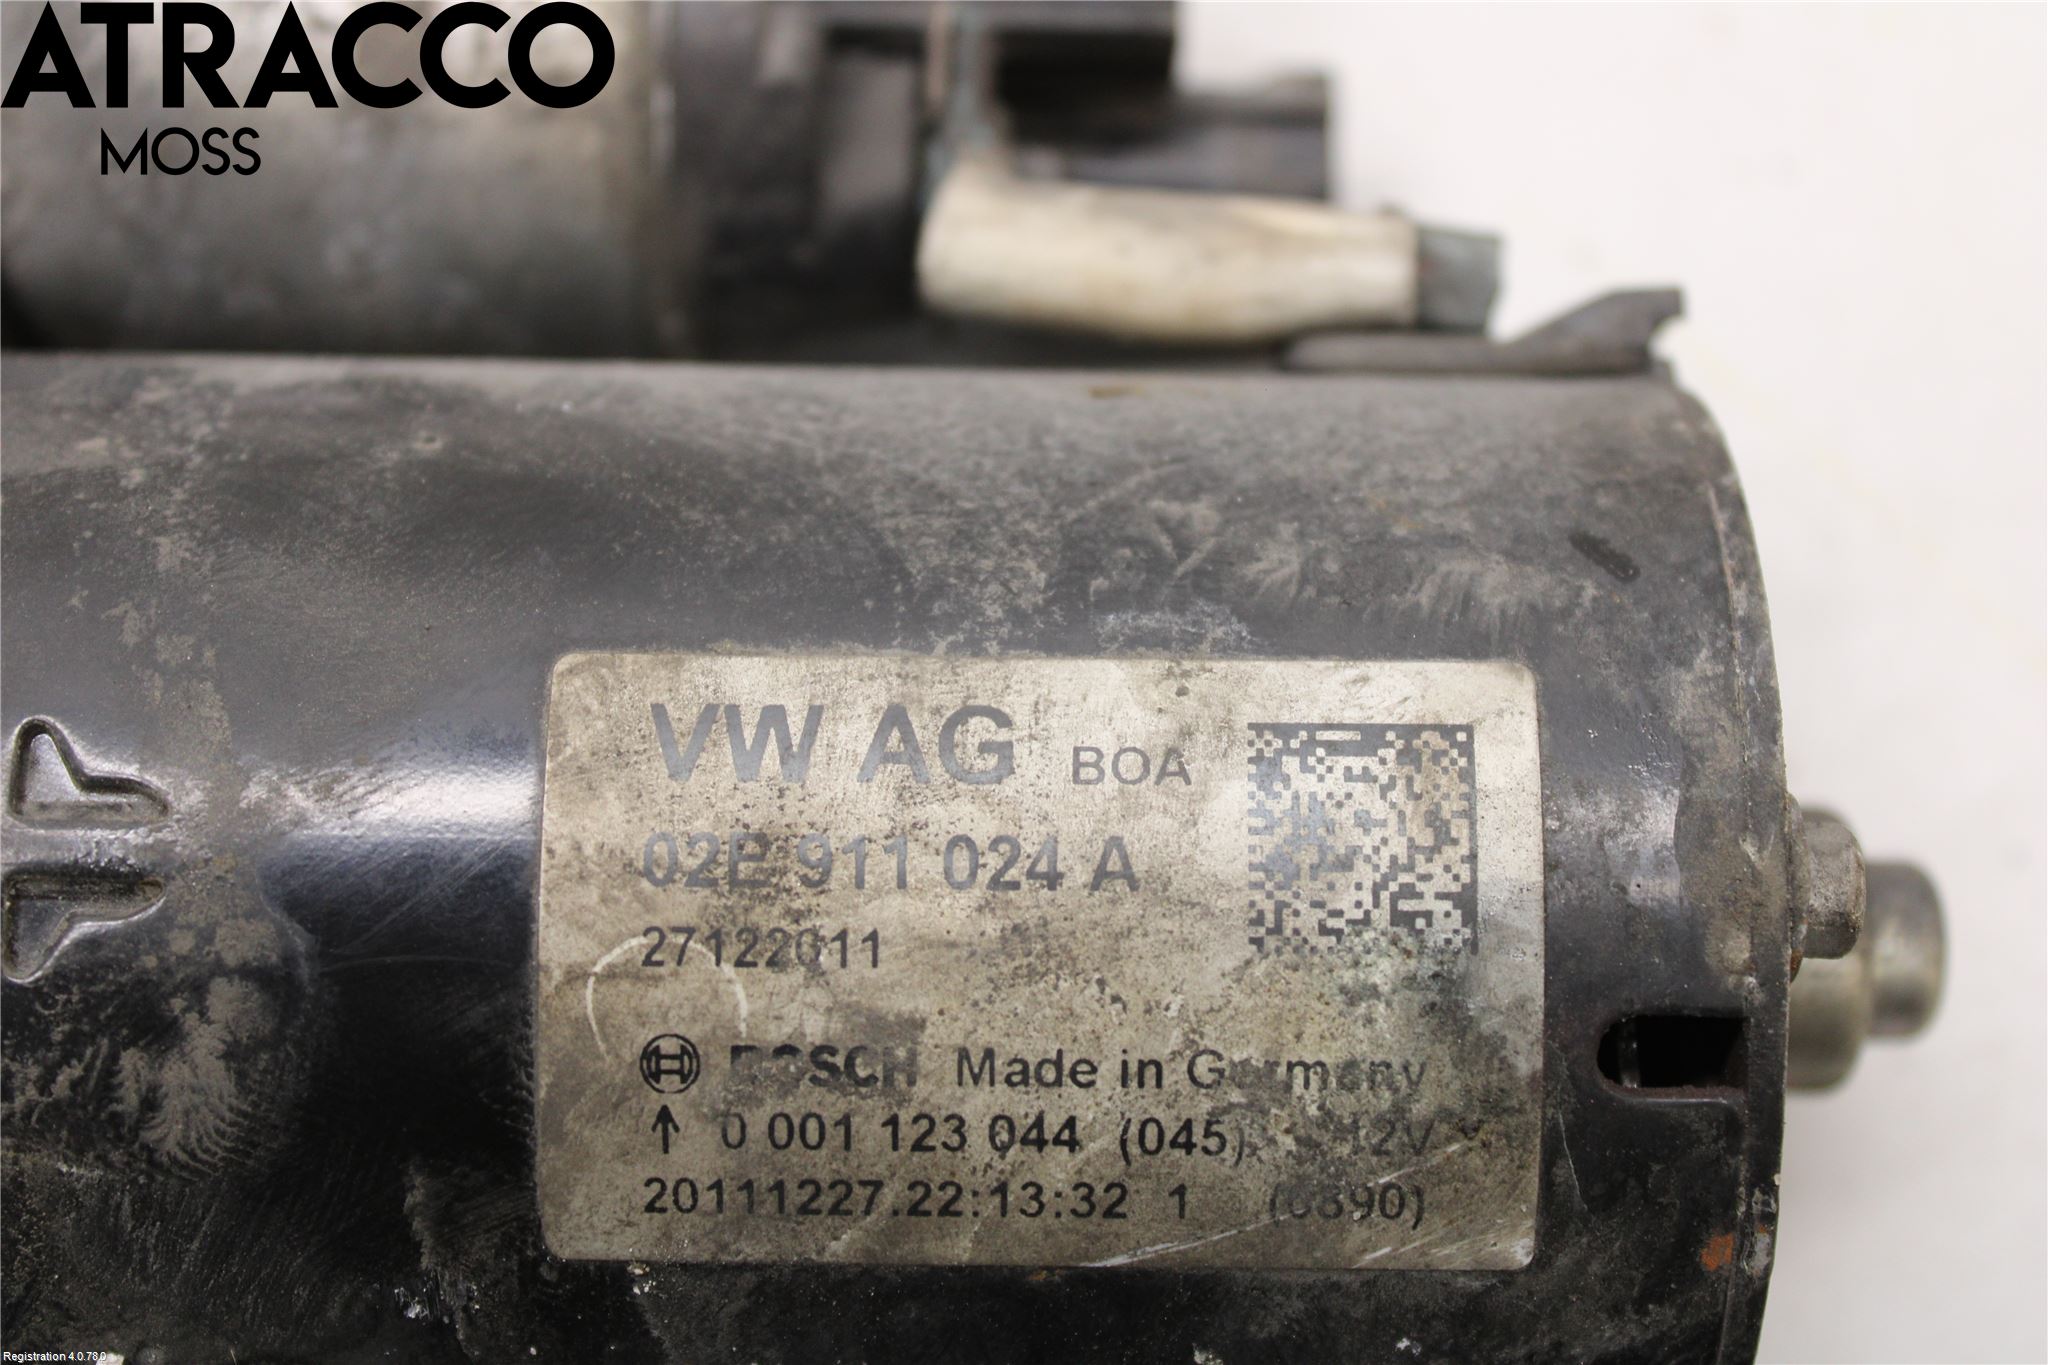 ATRACCO
MOSS
VW AG BOA
02E 911 024 A
27122011
BOSCH Made in Germany
↑ 0 001 123 044 (045) 12V
20111227.22:13:32 1
Registration 4.0.78.0